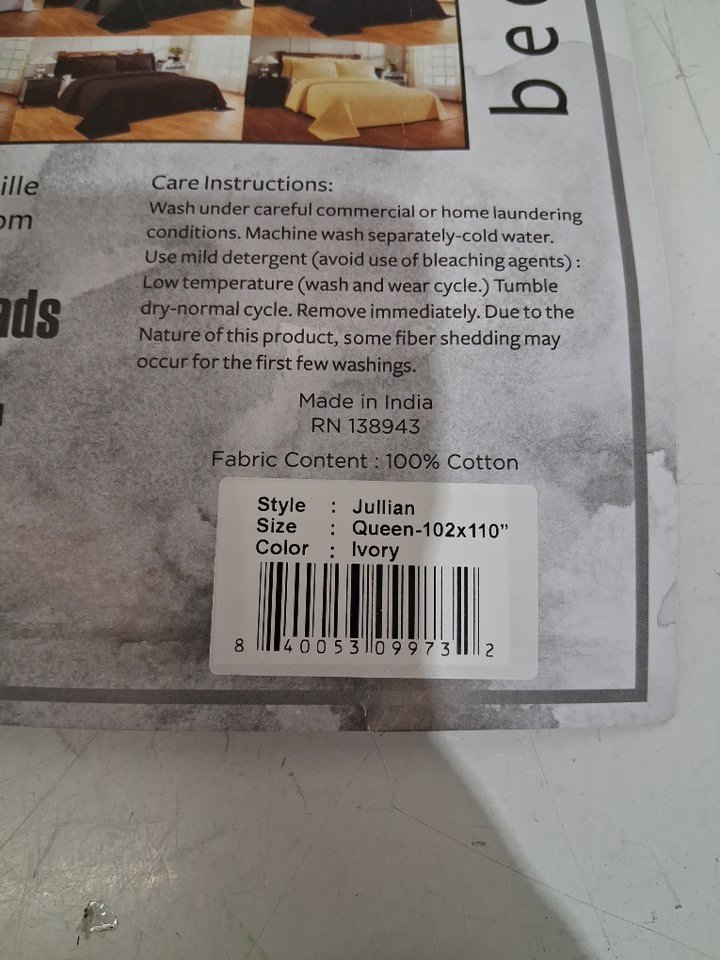 be
ille
om
ads
Care Instructions:
Wash under careful commercial or home laundering
conditions. Machine wash separately-cold water.
Use mild detergent (avoid use of bleaching agents) :
Low temperature (wash and wear cycle.) Tumble
dry-normal cycle. Remove immediately. Due to the
Nature of this product, some fiber shedding may
occur for the first few washings.
Made in India
RN 138943
Fabric Content : 100% Cotton
Style : Jullian
Size : Queen-102x110”
Color : Ivory
8 40053 09973 2